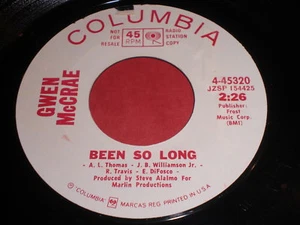 COLUMBIA
NOT FOR RESALE
45 RPM
RADIO STATION COPY
GWEN McCRAE
4-45320
JZSP 154425
2:26
Publisher:
Frost
Music Corp.
(BMI)
BEEN SO LONG
A. L. Thomas - J. B. Williamson Jr.
R. Travis - E. DiFosco
Produced by Steve Alaimo For
Marlin Productions
"COLUMBIA" MARCAS REG. PRINTED IN U.S.A.